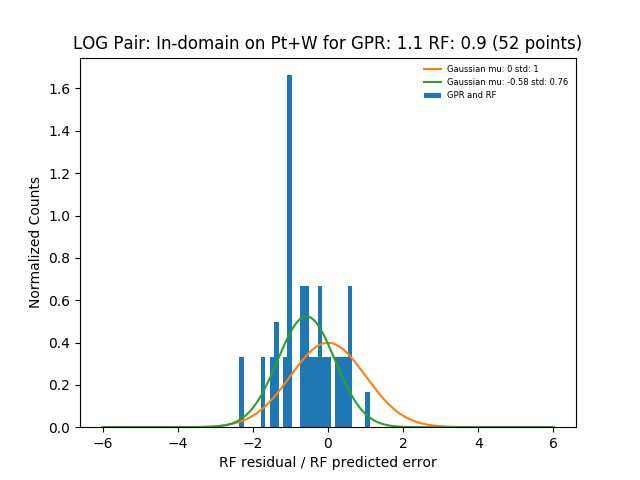 LOG Pair: In-domain on Pt+W for GPR: 1.1 RF: 0.9 (52 points)
Gaussian mu: 0 std: 1
Gaussian mu: -0.58 std: 0.76
GPR and RF
Normalized Counts
1.6
1.4
1.2
1.0
0.8
0.6
0.4
0.2
0.0
−6
−4
−2
0
2
4
6
RF residual / RF predicted error